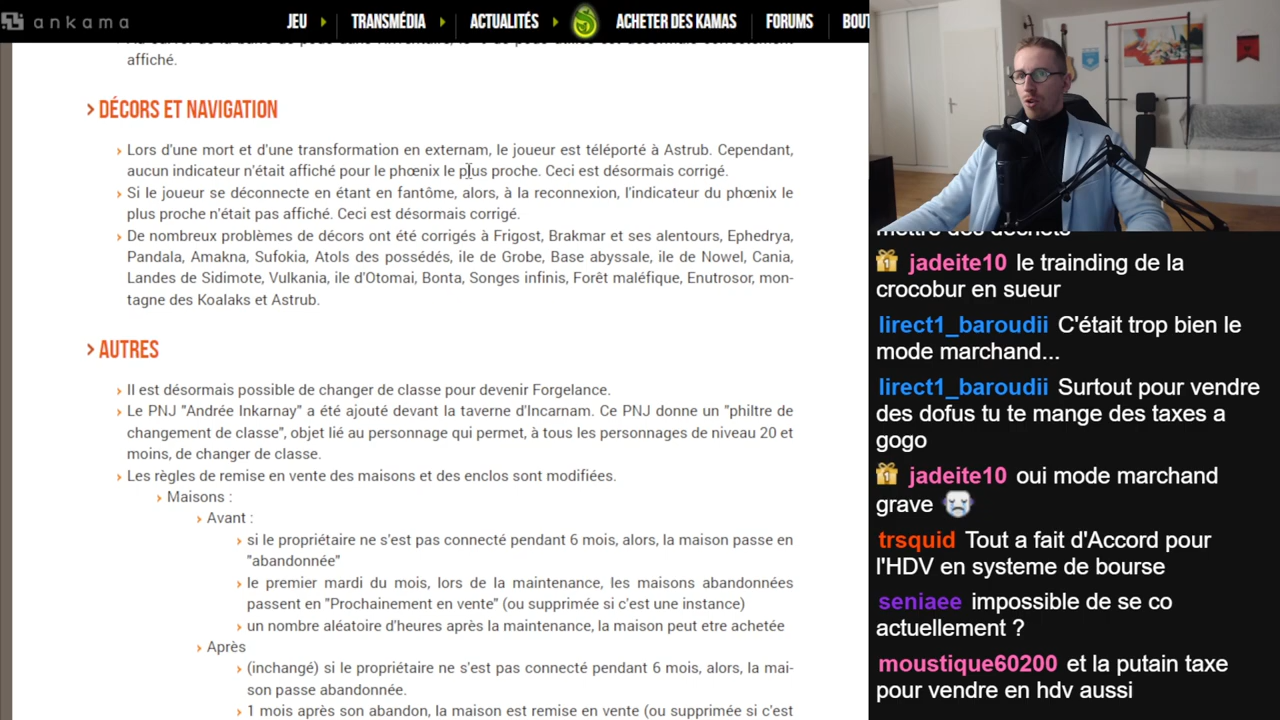 ankama
JEU
TRANSMÉDIA
ACTUALITÉS
ACHETER DES KAMAS
FORUMS
BOUT
affiché.
DÉCORS ET NAVIGATION
Lors d'une mort et d'une transformation en externam, le joueur est téléporté à Astrub. Cependant,
aucun indicateur n'était affiché pour le phœnix le plus proche. Ceci est désormais corrigé.
Si le joueur se déconnecte en étant en fantôme, alors, à la reconnexion, l'indicateur du phœnix le
plus proche n'était pas affiché. Ceci est désormais corrigé.
De nombreux problèmes de décors ont été corrigés à Frigost, Brakmar et ses alentours, Ephedrya,
Pandala, Amakna, Sufokia, Atols des possédés, ile de Grobe, Base abyssale, ile de Nowel, Cania,
Landes de Sidimote, Vulkania, ile d'Otomai, Bonta, Songes infinis, Forêt maléfique, Enutrosor, mon-
tagne des Koalaks et Astrub.
AUTRES
Il est désormais possible de changer de classe pour devenir Forgelance.
Le PNJ "Andrée Inkarnay" a été ajouté devant la taverne d'Incarnam. Ce PNJ donne un "philtre de
changement de classe", objet lié au personnage qui permet, à tous les personnages de niveau 20 et
moins, de changer de classe.
Les règles de remise en vente des maisons et des enclos sont modifiées.
Maisons :
Avant :
si le propriétaire ne s'est pas connecté pendant 6 mois, alors, la maison passe en
"abandonnée"
le premier mardi du mois, lors de la maintenance, les maisons abandonnées
passent en "Prochainement en vente" (ou supprimée si c'est une instance)
un nombre aléatoire d'heures après la maintenance, la maison peut etre achetée
Après
(inchangé) si le propriétaire ne s'est pas connecté pendant 6 mois, alors, la mai-
son passe abandonnée.
1 mois après son abandon, la maison est remise en vente (ou supprimée si c'est
mettre des déchets
jadeite10 le trainding de la
crocobur en sueur
lirect1_baroudii C'était trop bien le
mode marchand...
lirect1_baroudii Surtout pour vendre
des dofus tu te mange des taxes a
gogo
jadeite10 oui mode marchand
grave
trsquid Tout a fait d'Accord pour
l'HDV en systeme de bourse
seniaee impossible de se co
actuellement ?
moustique60200 et la putain taxe
pour vendre en hdv aussi